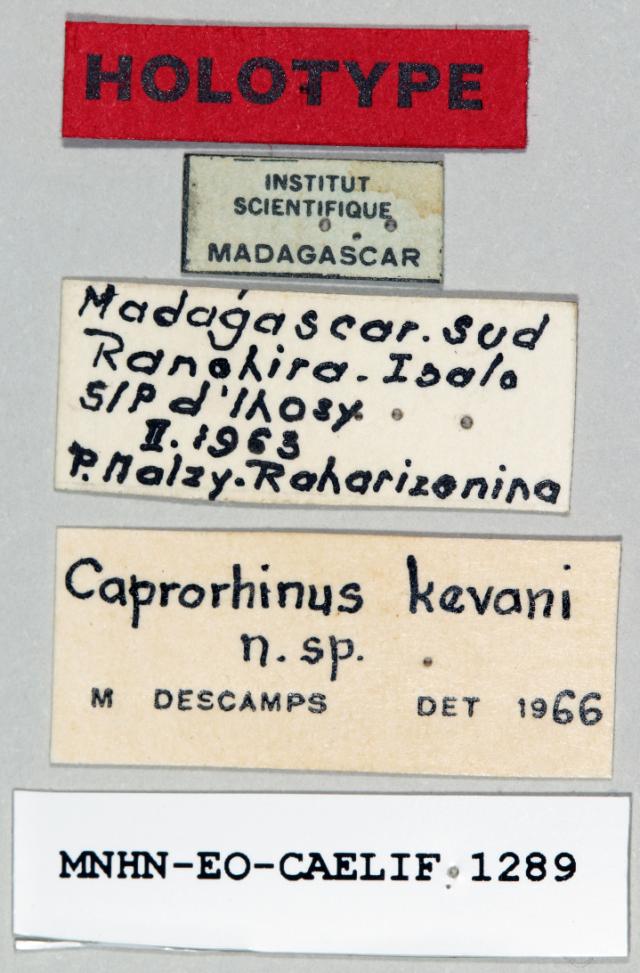 HOLOTYPE
INSTITUT
SCIENTIFIQUE
MADAGASCAR
Madagascar. Sud
Ranohira. Isalo
S/P d'Ihosy
II. 1963
P. Malzy. Raharizonina
Caprorhinus kevani
n. sp.
M DESCAMPS DET 1966
MNHN-EO-CAELIF 1289